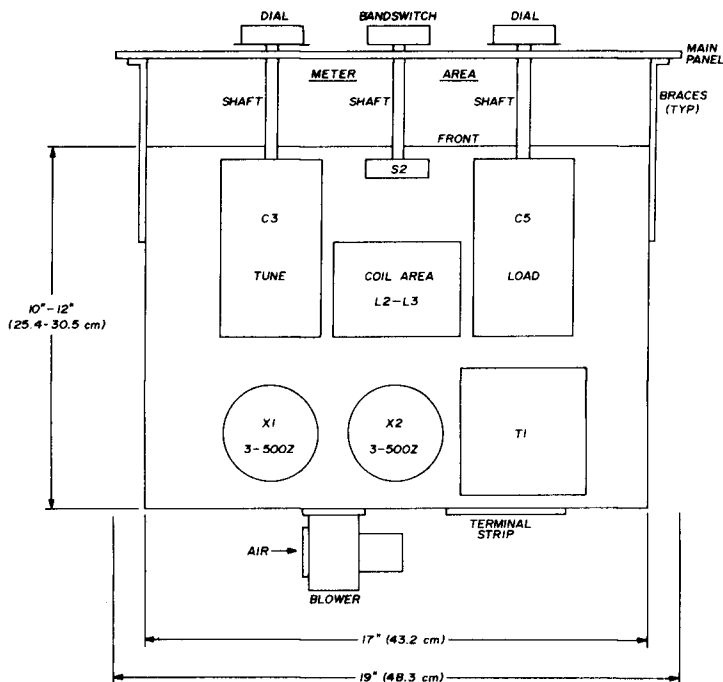 DIAL
BANDSWITCH
DIAL
MAIN
PANEL
METER
AREA
SHAFT
SHAFT
SHAFT
BRACES
(TYP)
FRONT
S2
C3
TUNE
C5
LOAD
COIL AREA
L2-L3
10"-12"
(25.4-30.5 cm)
X1
3-500Z
X2
3-500Z
T1
TERMINAL
STRIP
AIR
BLOWER
17" (43.2 cm)
19" (48.3 cm)